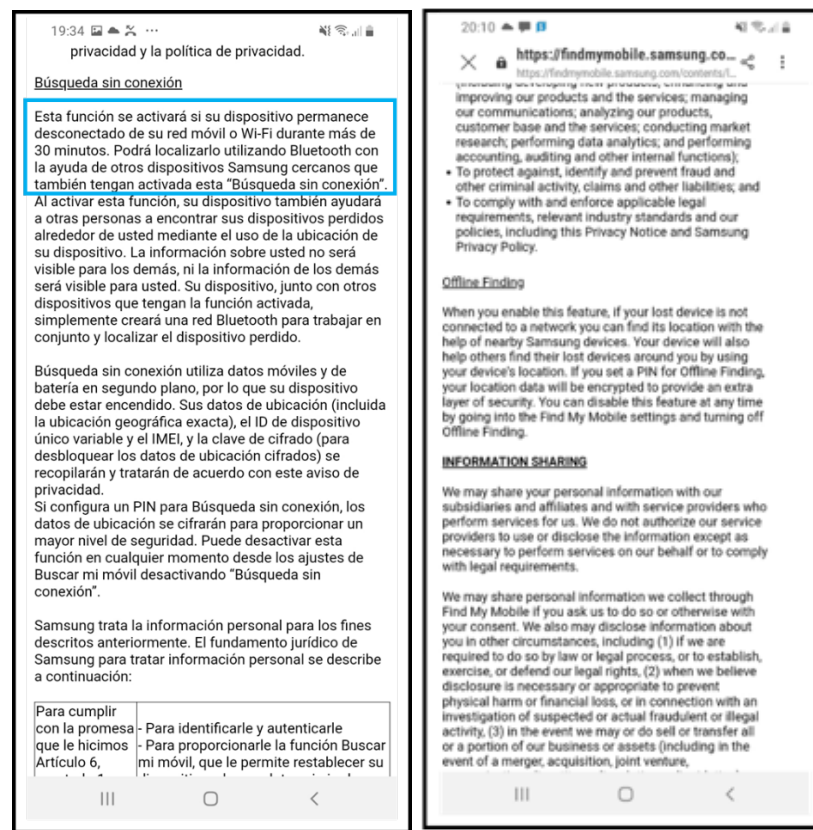 19:34
privacidad y la política de privacidad.
Búsqueda sin conexión
Esta función se activará si su dispositivo permanece
desconectado de su red móvil o Wi-Fi durante más de
30 minutos. Podrá localizarlo utilizando Bluetooth con
la ayuda de otros dispositivos Samsung cercanos que
también tengan activada esta “Búsqueda sin conexión”.
Al activar esta función, su dispositivo también ayudará
a otras personas a encontrar sus dispositivos perdidos
alrededor de usted mediante el uso de la ubicación de
su dispositivo. La información sobre usted no será
visible para los demás, ni la información de los demás
será visible para usted. Su dispositivo, junto con otros
dispositivos que tengan la función activada,
simplemente creará una red Bluetooth para trabajar en
conjunto y localizar el dispositivo perdido.
Búsqueda sin conexión utiliza datos móviles y de
batería en segundo plano, por lo que su dispositivo
debe estar encendido. Sus datos de ubicación (incluida
la ubicación geográfica exacta), el ID de dispositivo
único variable y el IMEI, y la clave de cifrado (para
desbloquear los datos de ubicación cifrados) se
recopilarán y tratarán de acuerdo con este aviso de
privacidad.
Si configura un PIN para Búsqueda sin conexión, los
datos de ubicación se cifrarán para proporcionar un
mayor nivel de seguridad. Puede desactivar esta
función en cualquier momento desde los ajustes de
Buscar mi móvil desactivando “Búsqueda sin
conexión”.
Samsung trata la información personal para los fines
descritos anteriormente. El fundamento jurídico de
Samsung para tratar información personal se describe
a continuación:
Para cumplir
con la promesa
que le hicimos
Artículo 6,
- Para identificarle y autenticarle
- Para proporcionarle la función Buscar
mi móvil, que le permite restablecer su
20:10
https://findmymobile.samsung.co...
https://findmymobile.samsung.com/contents/l...
(including developing new products, enhancing and
improving our products and the services; managing
our communications; analyzing our products,
customer base and the services; conducting market
research; performing data analytics; and performing
accounting, auditing and other internal functions);
• To protect against, identify and prevent fraud and
other criminal activity, claims and other liabilities; and
• To comply with and enforce applicable legal
requirements, relevant industry standards and our
policies, including this Privacy Notice and Samsung
Privacy Policy.
Offline Finding
When you enable this feature, if your lost device is not
connected to a network you can find its location with the
help of nearby Samsung devices. Your device will also
help others find their lost devices around you by using
your device's location. If you set a PIN for Offline Finding,
your location data will be encrypted to provide an extra
layer of security. You can disable this feature at any time
by going into the Find My Mobile settings and turning off
Offline Finding.
INFORMATION SHARING
We may share your personal information with our
subsidiaries and affiliates and with service providers who
perform services for us. We do not authorize our service
providers to use or disclose the information except as
necessary to perform services on our behalf or to comply
with legal requirements.
We may share personal information we collect through
Find My Mobile if you ask us to do so or otherwise with
your consent. We also may disclose information about
you in other circumstances, including (1) if we are
required to do so by law or legal process, or to establish,
exercise, or defend our legal rights, (2) when we believe
disclosure is necessary or appropriate to prevent
physical harm or financial loss, or in connection with an
investigation of suspected or actual fraudulent or illegal
activity, (3) in the event we may or do sell or transfer all
or a portion of our business or assets (including in the
event of a merger, acquisition, joint venture,